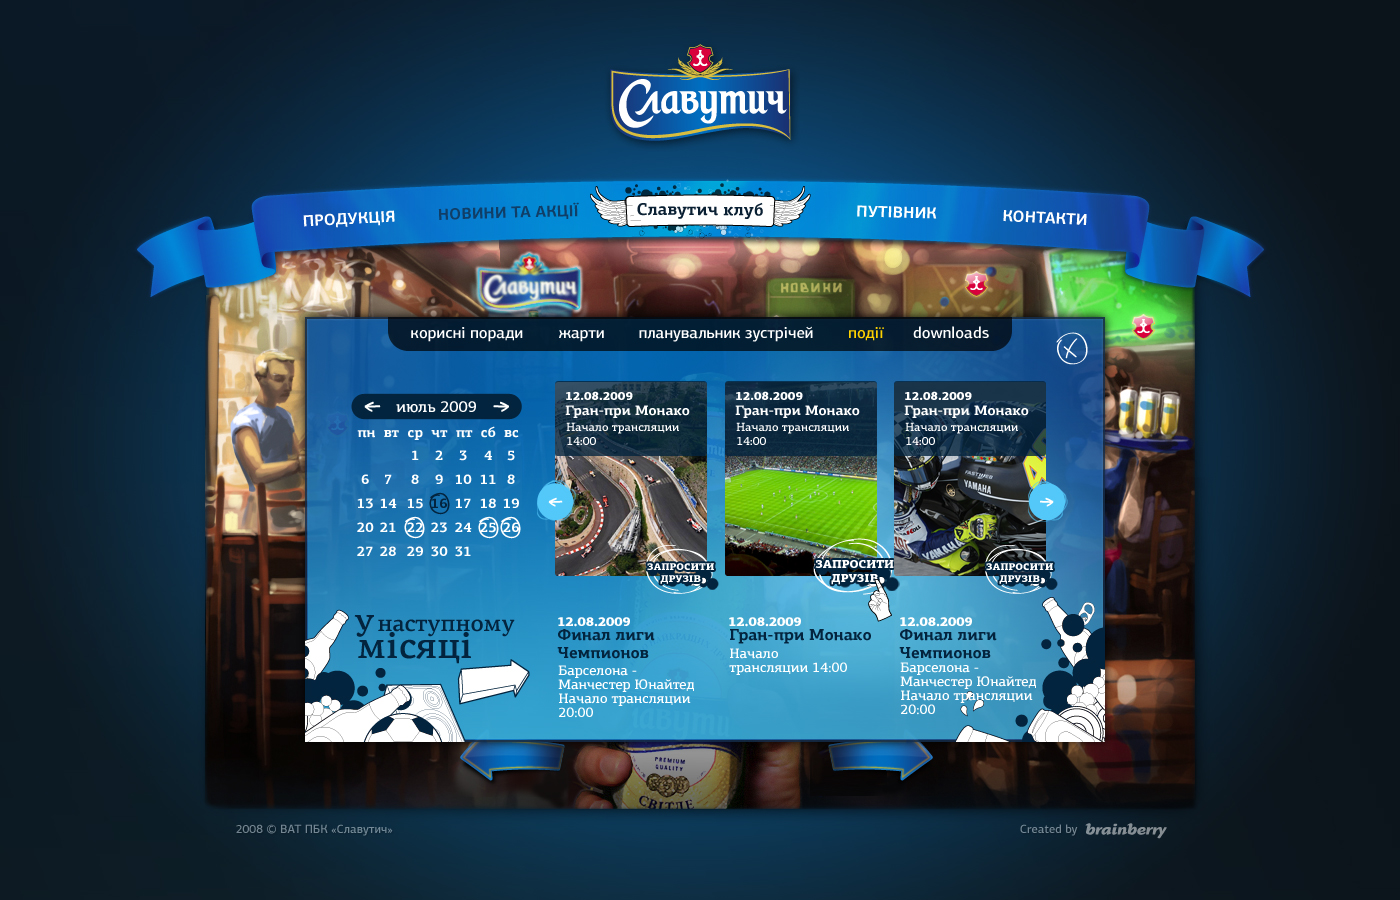 Славутич
ПРОДУКЦІЯ
НОВИНИ ТА АКЦІЇ
Славутич клуб
ПУТІВНИК
КОНТАКТИ
Славутич
НОВИНИ
корисні поради
жарти
планувальник зустрічей
події
downloads
июль 2009
пн вт ср чт пт сб вс
1 2 3 4 5
6 7 8 9 10 11 8
13 14 15 16 17 18 19
20 21 22 23 24 25 26
27 28 29 30 31
12.08.2009
Гран-при Монако
Начало трансляции
14:00
ЗАПРОСИТИ
ДРУЗІВ
12.08.2009
Гран-при Монако
Начало трансляции
14:00
ЗАПРОСИТИ
ДРУЗІВ
12.08.2009
Гран-при Монако
Начало трансляции
14:00
FASTWEB
YAMAHA
YAMAHA
ЗАПРОСИТИ
ДРУЗІВ
У наступному
місяці
12.08.2009
Финал лиги
Чемпионов
Барселона -
Манчестер Юнайтед
Начало трансляции
20:00
12.08.2009
Гран-при Монако
Начало
трансляции 14:00
12.08.2009
Финал лиги
Чемпионов
Барселона -
Манчестер Юнайтед
Начало трансляции
20:00
PREMIUM
QUALITY
СВІТЛЕ
2008 © ВАТ ПБК «Славутич»
Created by brainberry